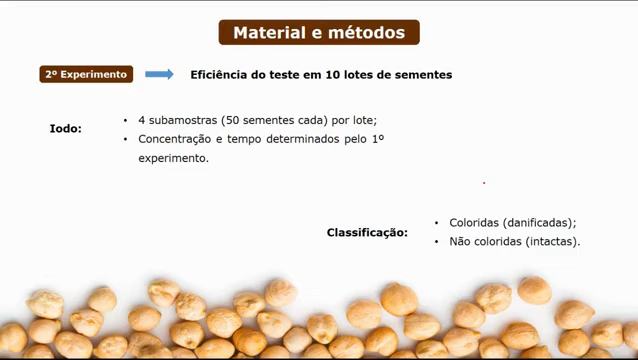 Material e métodos
2º Experimento
Eficiência do teste em 10 lotes de sementes
Iodo:
• 4 subamostras (50 sementes cada) por lote;
• Concentração e tempo determinados pelo 1º
experimento.
Classificação:
• Coloridas (danificadas);
• Não coloridas (intactas).